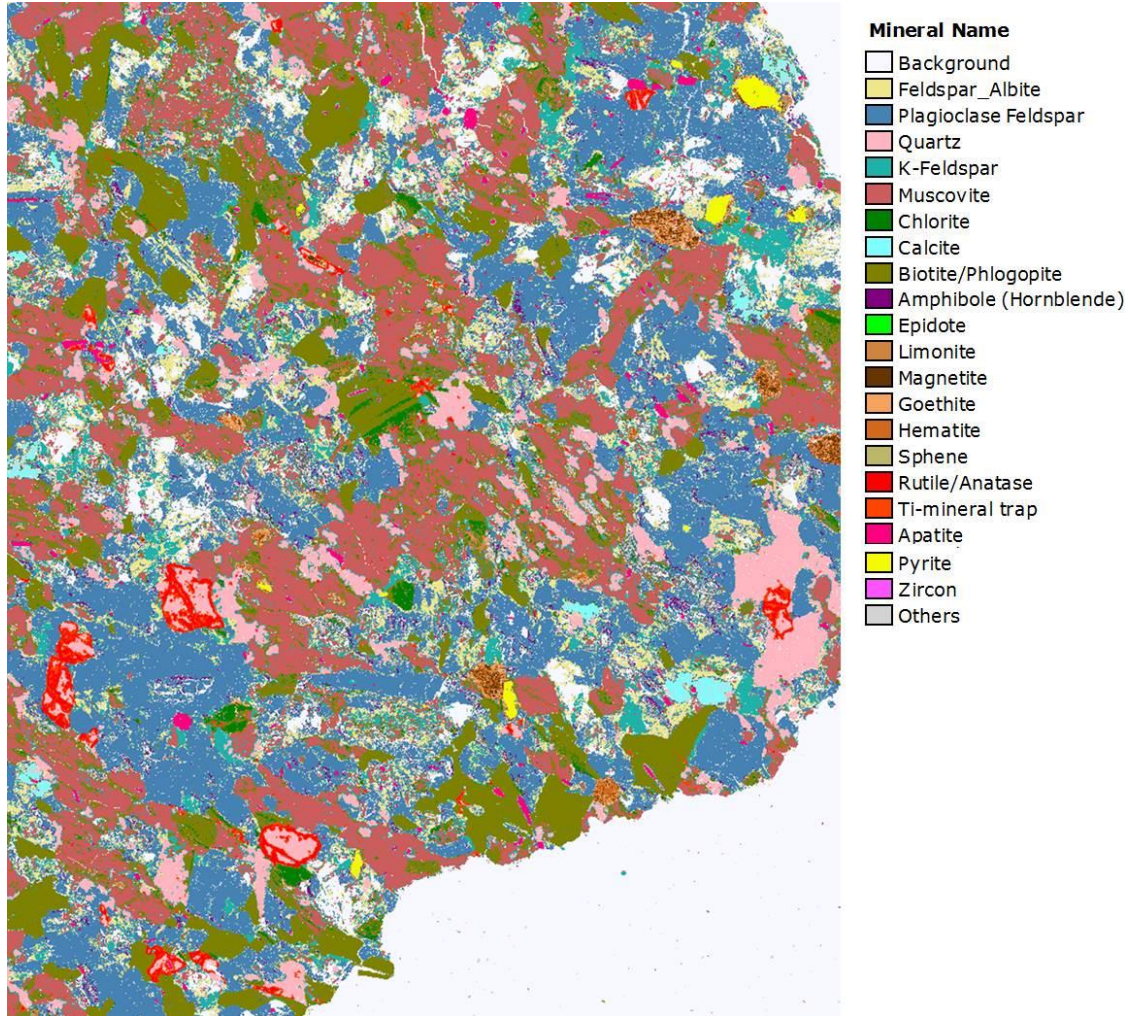 Mineral Name
Background
Feldspar_Albite
Plagioclase Feldspar
Quartz
K-Feldspar
Muscovite
Chlorite
Calcite
Biotite/Phlogopite
Amphibole (Hornblende)
Epidote
Limonite
Magnetite
Goethite
Hematite
Sphene
Rutile/Anatase
Ti-mineral trap
Apatite
Pyrite
Zircon
Others